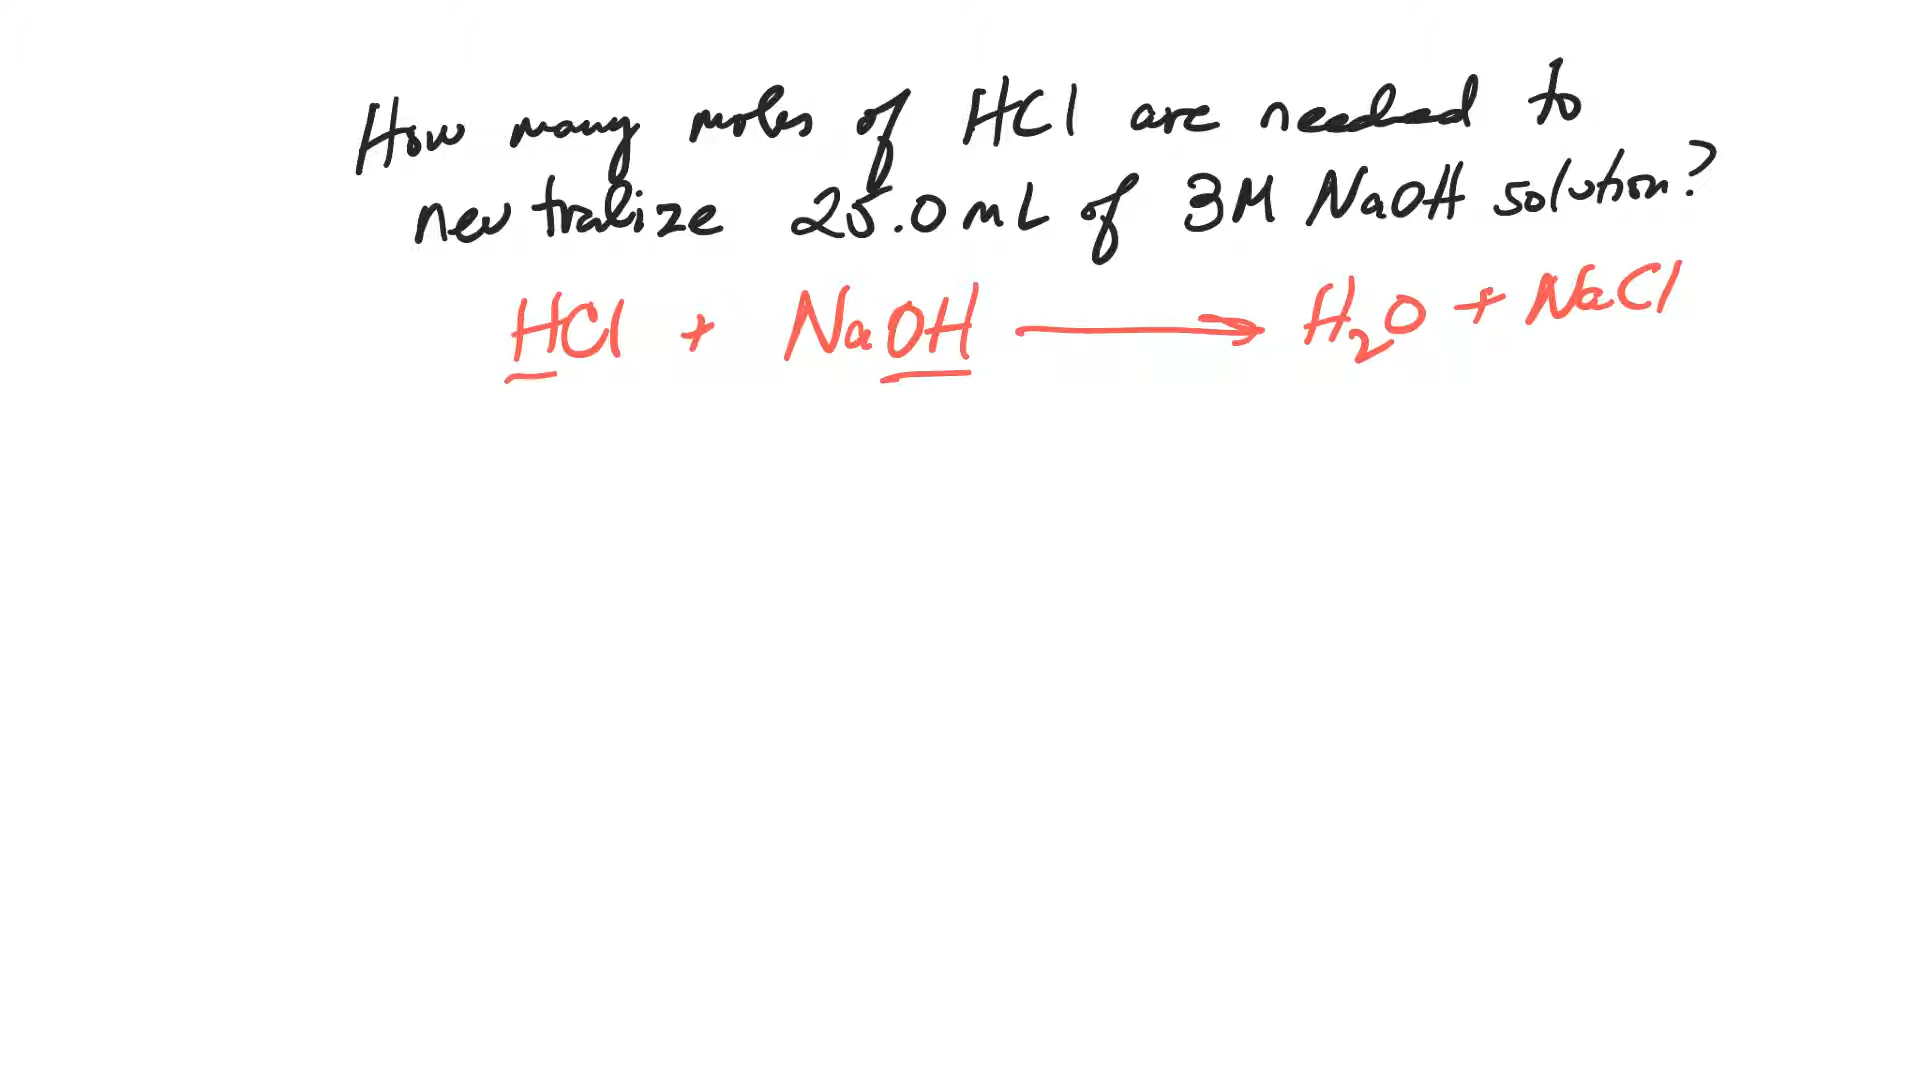 How many moles of HCl are needed to
neutralize 25.0 mL of 3M NaOH solution?
HCl + NaOH ⟶ H₂O + NaCl